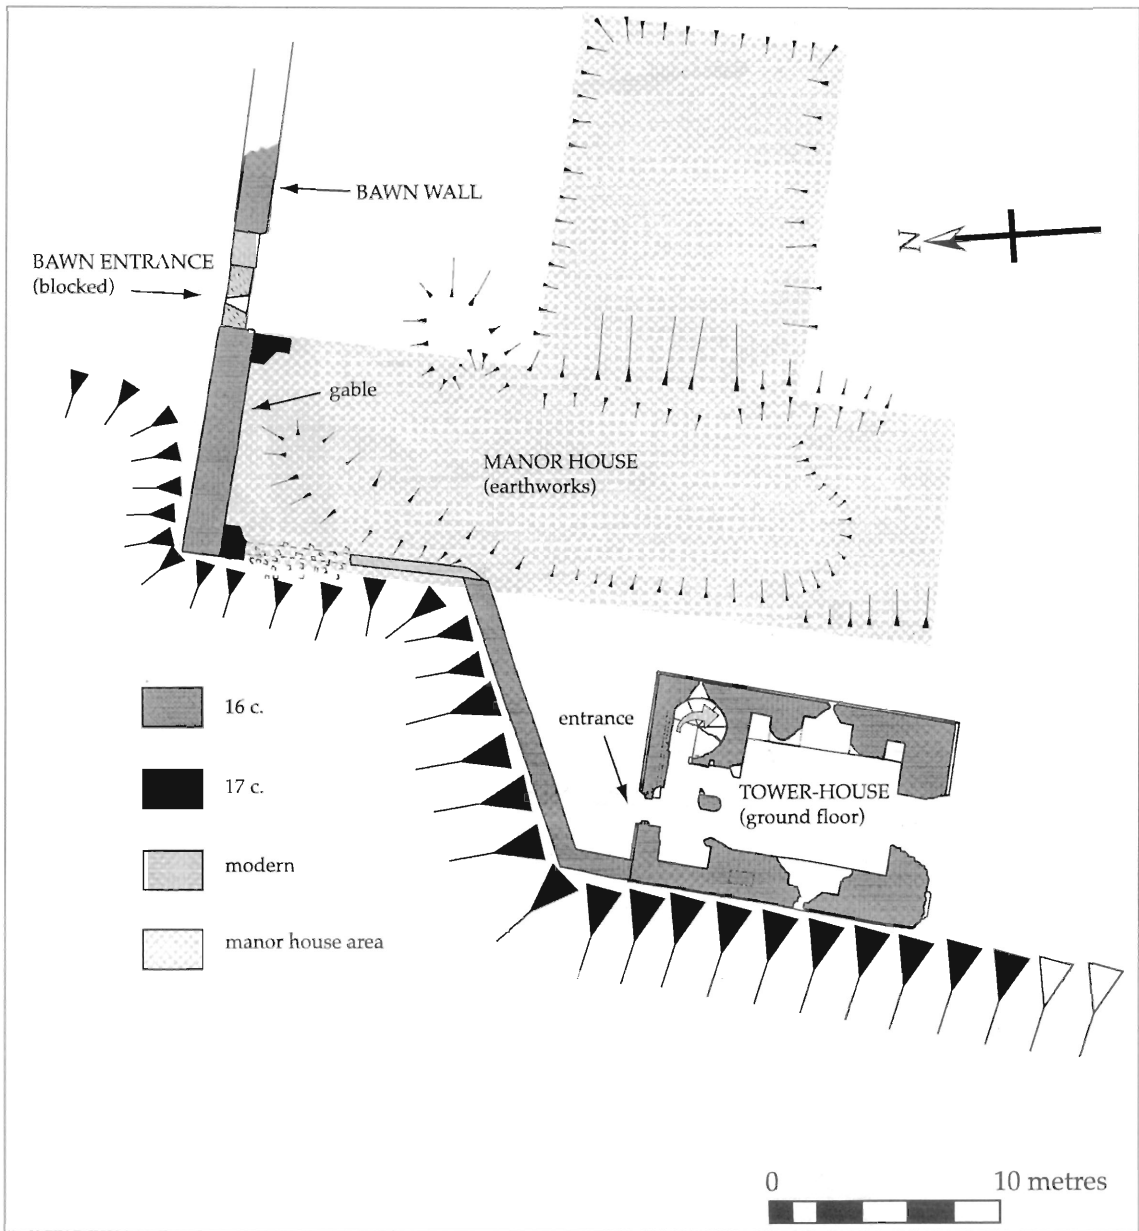 BAWN WALL
N
BAWN ENTRANCE
(blocked)
gable
MANOR HOUSE
(earthworks)
16 c.
entrance
17 c.
TOWER-HOUSE
(ground floor)
modern
manor house area
0 10 metres